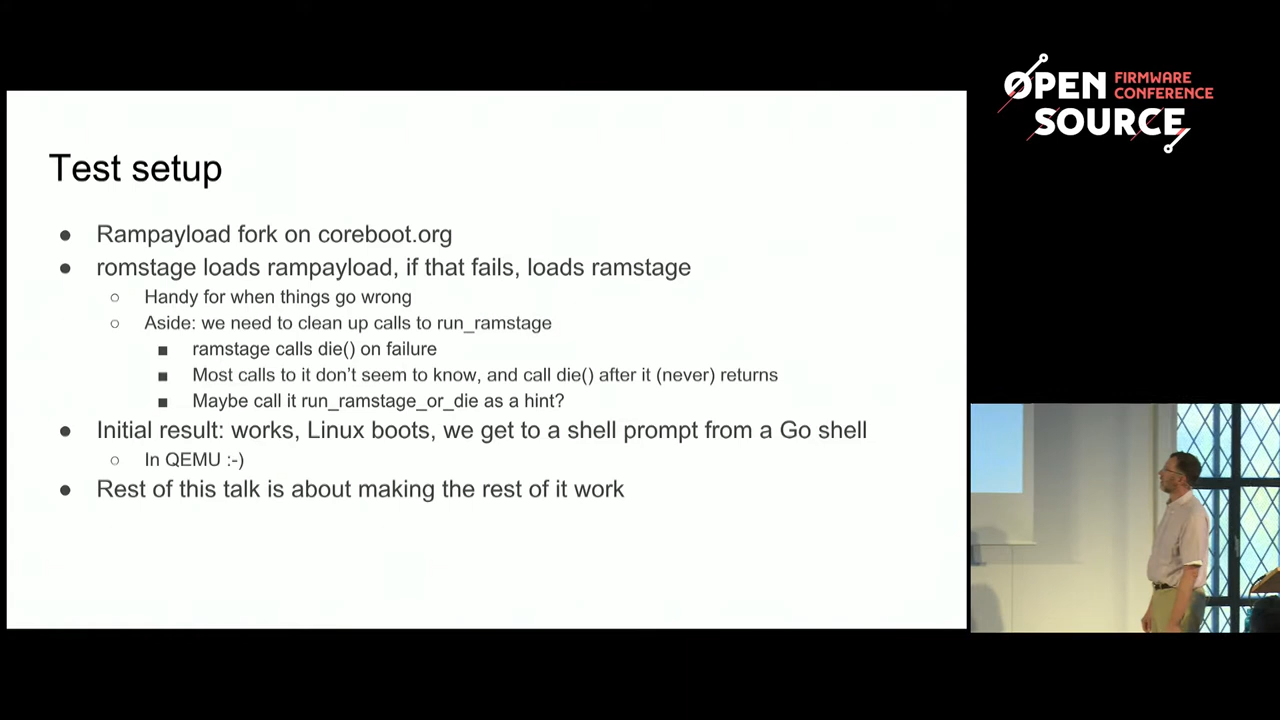 OPEN FIRMWARE CONFERENCE SOURCE
Test setup
● Rampayload fork on coreboot.org
● romstage loads rampayload, if that fails, loads ramstage
○ Handy for when things go wrong
○ Aside: we need to clean up calls to run_ramstage
■ ramstage calls die() on failure
■ Most calls to it don’t seem to know, and call die() after it (never) returns
■ Maybe call it run_ramstage_or_die as a hint?
● Initial result: works, Linux boots, we get to a shell prompt from a Go shell
○ In QEMU :-)
● Rest of this talk is about making the rest of it work